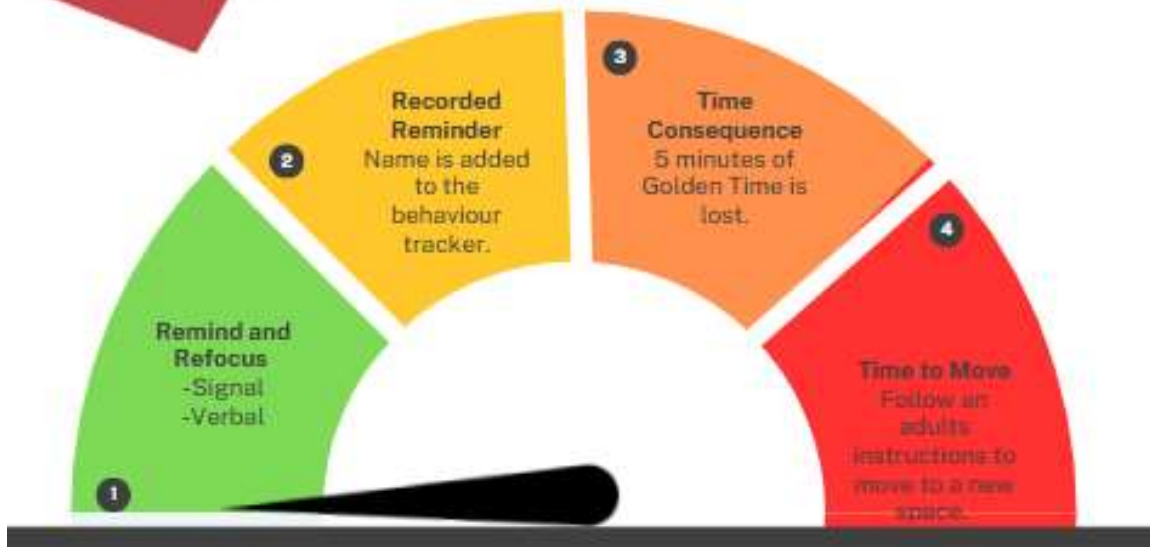 1
Remind and
Refocus
-Signal
-Verbal
2
Recorded
Reminder
Name is added
to the
behaviour
tracker.
3
Time
Consequence
5 minutes of
Golden Time is
lost.
4
Time to Move
Follow an
adults
instructions to
move to a new
space.